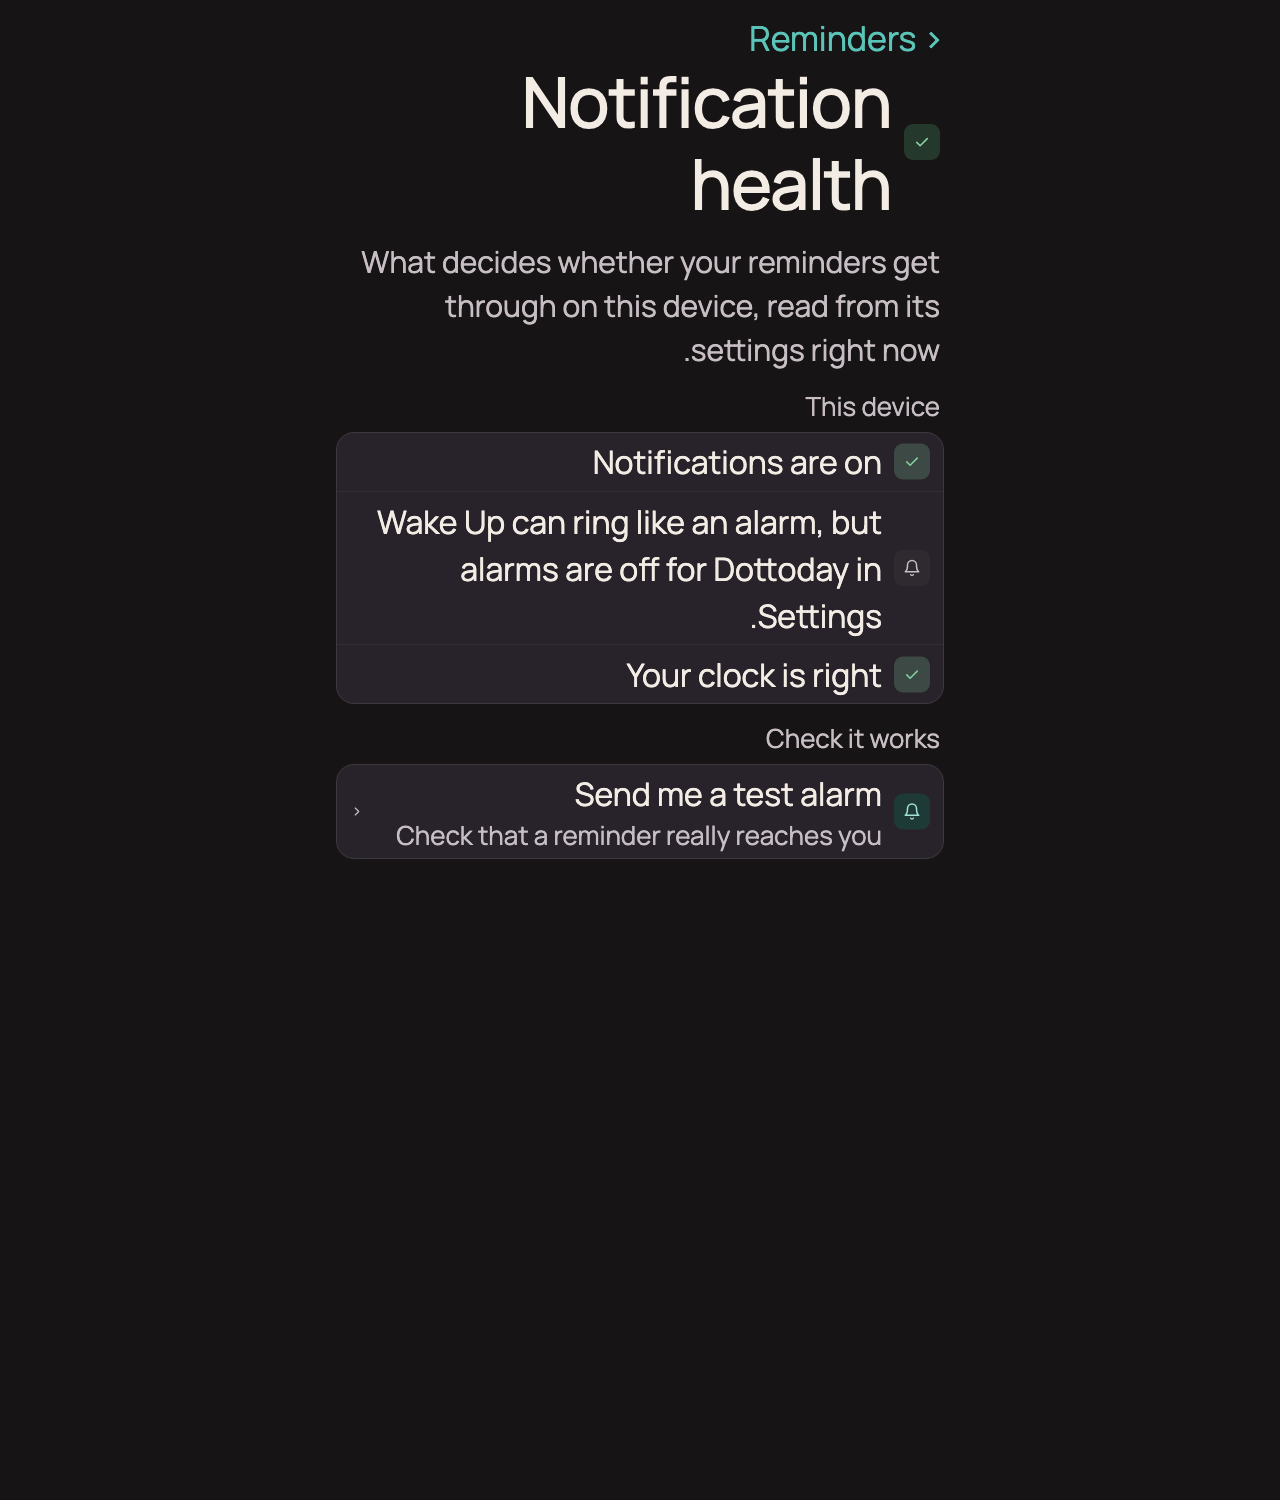 Reminders
Notification
health
What decides whether your reminders get
through on this device, read from its
.settings right now
This device
Notifications are on
Wake Up can ring like an alarm, but
alarms are off for Dottoday in
.Settings
Your clock is right
Check it works
Send me a test alarm
Check that a reminder really reaches you